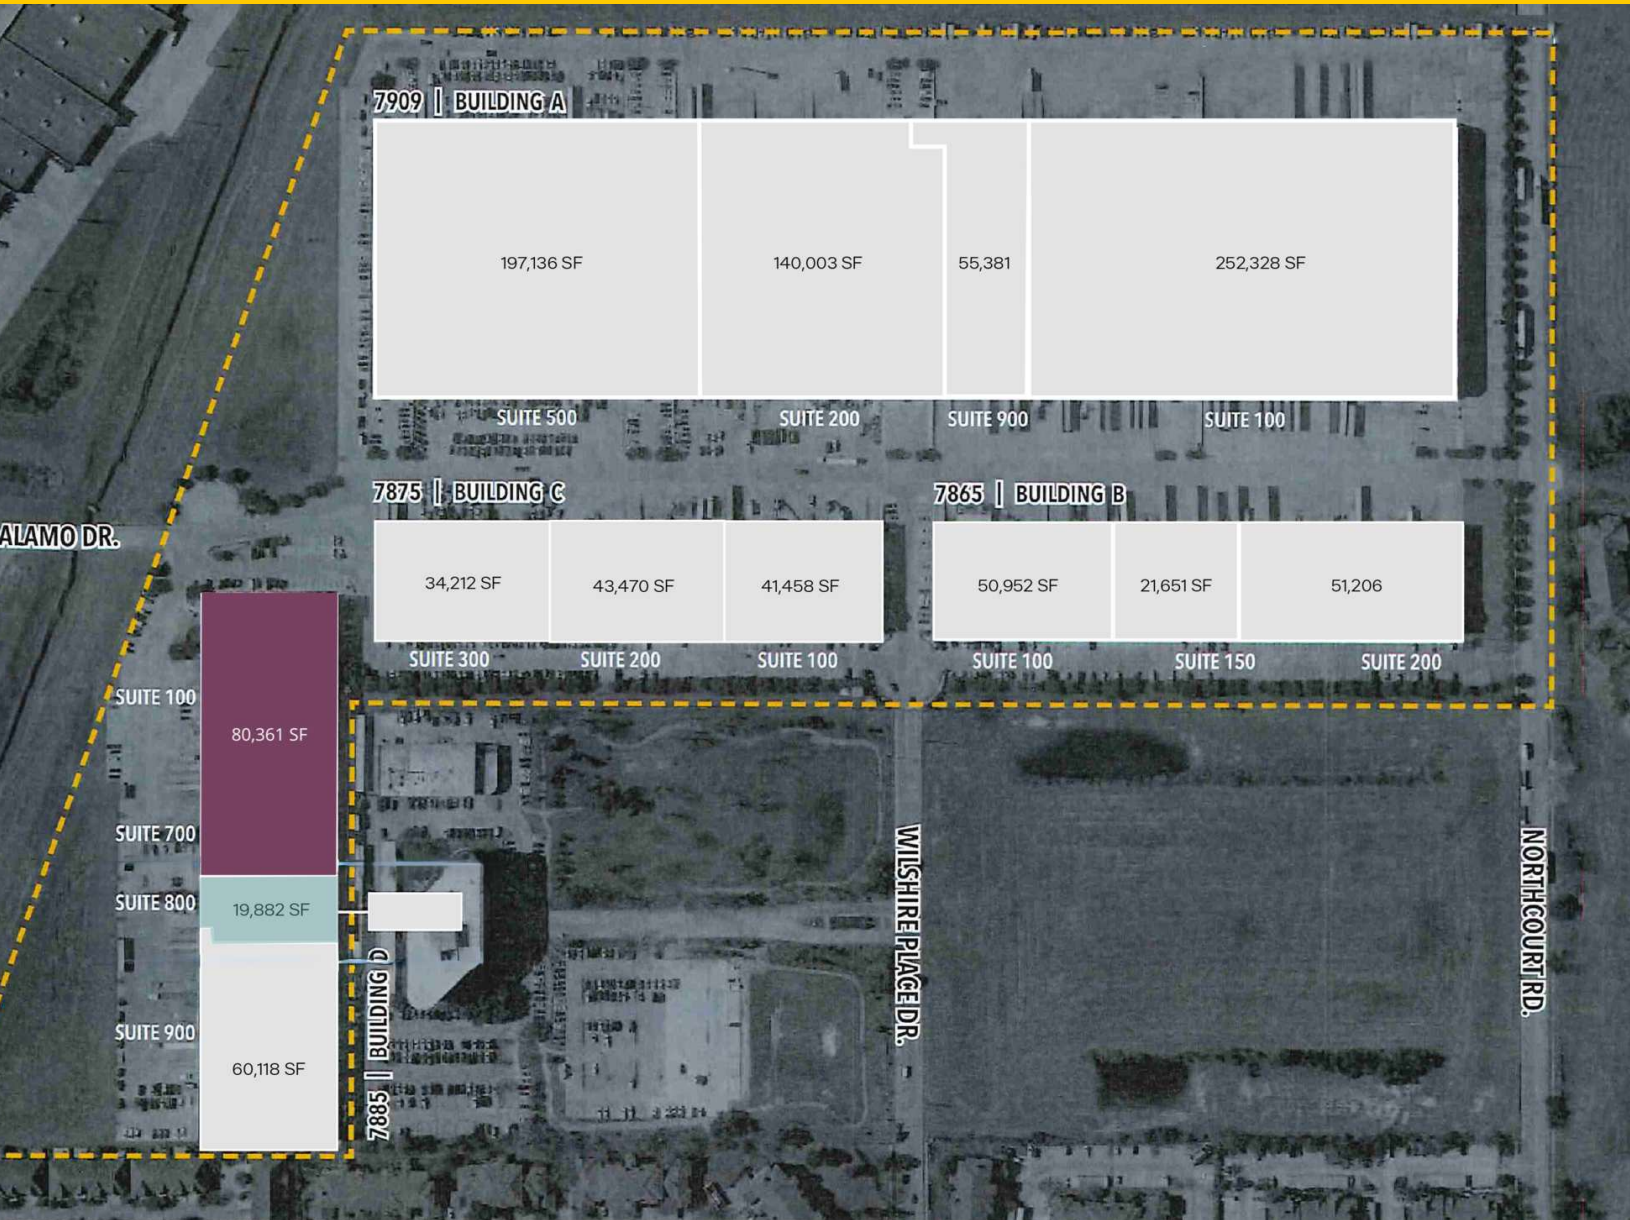 7909 | BUILDING A
197,136 SF
140,003 SF
55,381
252,328 SF
SUITE 500
SUITE 200
SUITE 900
SUITE 100
7875 | BUILDING C
7865 | BUILDING B
ALAMO DR.
34,212 SF
43,470 SF
41,458 SF
50,952 SF
21,651 SF
51,206
SUITE 300
SUITE 200
SUITE 100
SUITE 100
SUITE 150
SUITE 200
SUITE 100
80,361 SF
SUITE 700
SUITE 800
19,882 SF
SUITE 900
60,118 SF
7885 | BUILDING D
WILSHIRE PLACE DR.
NORTHCOURT RD.